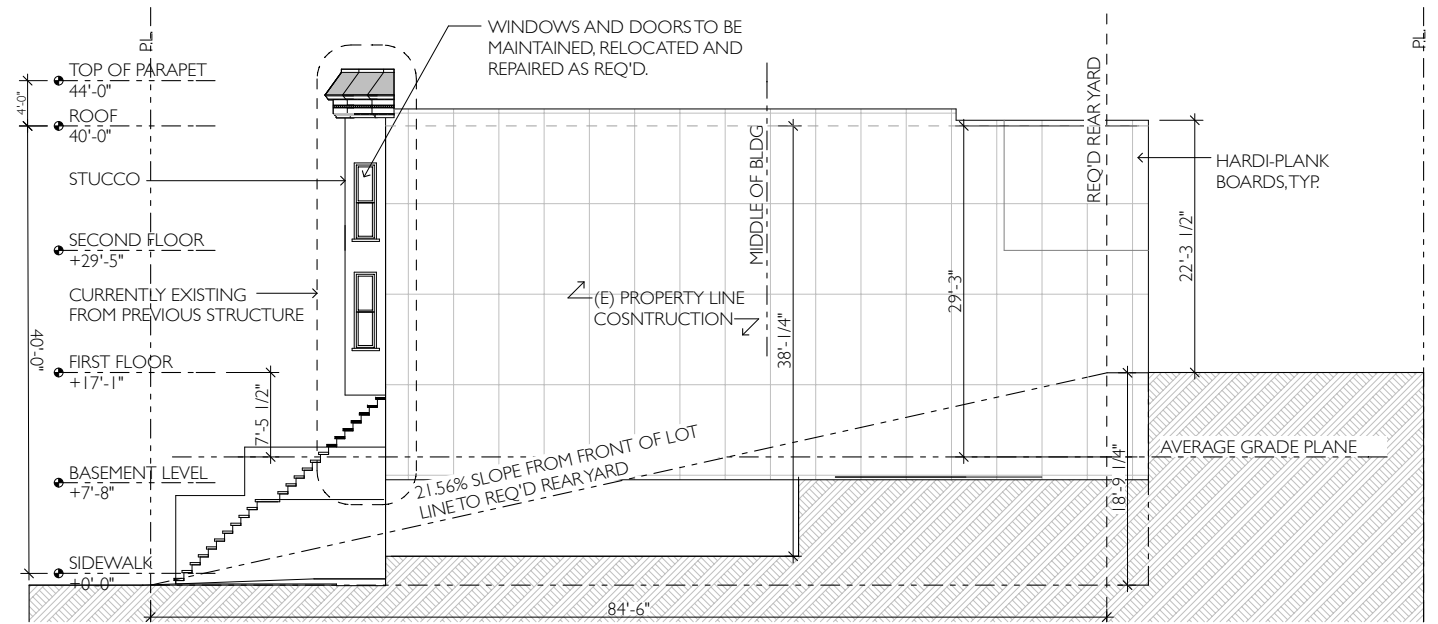 WINDOWS AND DOORS TO BE
MAINTAINED, RELOCATED AND
REPAIRED AS REQ'D.
PL
PL
TOP OF PARAPET
44'-0"
4'-0"
ROOF
40'-0"
STUCCO
SECOND FLOOR
+29'-5"
CURRENTLY EXISTING
FROM PREVIOUS STRUCTURE
40'-0"
FIRST FLOOR
+17'-1"
7'-5 1/2"
BASEMENT LEVEL
+7'-8"
SIDEWALK
+0'-0"
MIDDLE OF BLDG
(E) PROPERTY LINE
COSNTRUCTION
38'-1/4"
29'-3"
REQ'D REAR YARD
HARDI-PLANK
BOARDS, TYP.
22'-3 1/2"
21.56% SLOPE FROM FRONT OF LOT
LINE TO REQ'D REAR YARD
AVERAGE GRADE PLANE
18'-9 1/4"
84'-6"